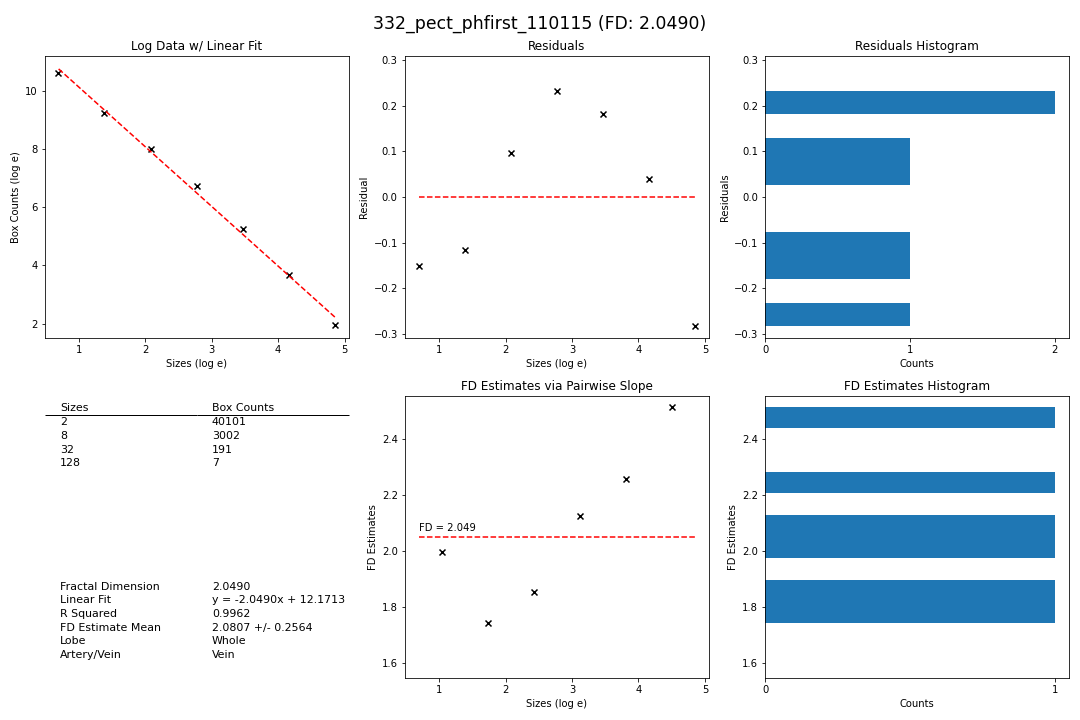 332_pect_phfirst_110115 (FD: 2.0490)
Log Data w/ Linear Fit
Box Counts (log e)
10
8
6
4
2
1 2 3 4 5
Sizes (log e)
Residuals
Residual
0.3
0.2
0.1
0.0
−0.1
−0.2
−0.3
1 2 3 4 5
Sizes (log e)
Residuals Histogram
Residuals
0.3
0.2
0.1
0.0
−0.1
−0.2
−0.3
0 1 2
Counts
Sizes Box Counts
2 40101
8 3002
32 191
128 7
Fractal Dimension 2.0490
Linear Fit y = -2.0490x + 12.1713
R Squared 0.9962
FD Estimate Mean 2.0807 +/- 0.2564
Lobe Whole
Artery/Vein Vein
FD Estimates via Pairwise Slope
FD Estimates
2.4
2.2
2.0
1.8
1.6
FD = 2.049
1 2 3 4 5
Sizes (log e)
FD Estimates Histogram
FD Estimates
2.4
2.2
2.0
1.8
1.6
0 1
Counts